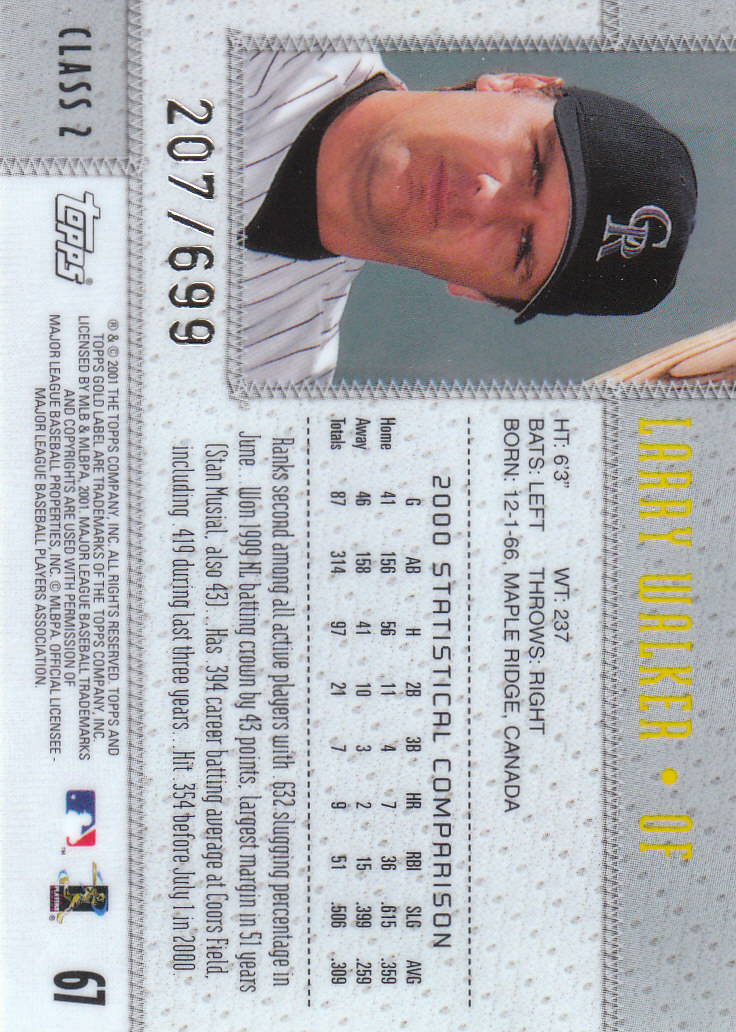 LARRY WALKER • OF
CR
HT: 6'3" WT: 237
BATS: LEFT THROWS: RIGHT
BORN: 12-1-66, MAPLE RIDGE, CANADA
2000 STATISTICAL COMPARISON
G AB H 2B 3B HR RBI SLG AVG
Home 41 156 56 11 4 7 36 .615 .359
Away 46 158 41 10 3 2 15 .399 .259
Totals 87 314 97 21 7 9 51 .506 .309
Ranks second among all active players with .632 slugging percentage in
June... Won 1999 NL batting crown by 43 points, largest margin in 51 years
(Stan Musial, also 43)... Has .394 career batting average at Coors Field,
including .419 during last three years... Hit .354 before July 1 in 2000
207/699
CLASS 2
topps®
® & © 2001 THE TOPPS COMPANY, INC. ALL RIGHTS RESERVED. TOPPS AND
TOPPS GOLD LABEL ARE TRADEMARKS OF THE TOPPS COMPANY, INC.
LICENSED BY MLB & MLBPA, 2001. MAJOR LEAGUE BASEBALL TRADEMARKS
AND COPYRIGHTS ARE USED WITH PERMISSION OF
MAJOR LEAGUE BASEBALL PROPERTIES, INC. © MLBPA OFFICIAL LICENSEE -
MAJOR LEAGUE BASEBALL PLAYERS ASSOCIATION.
™
®
67